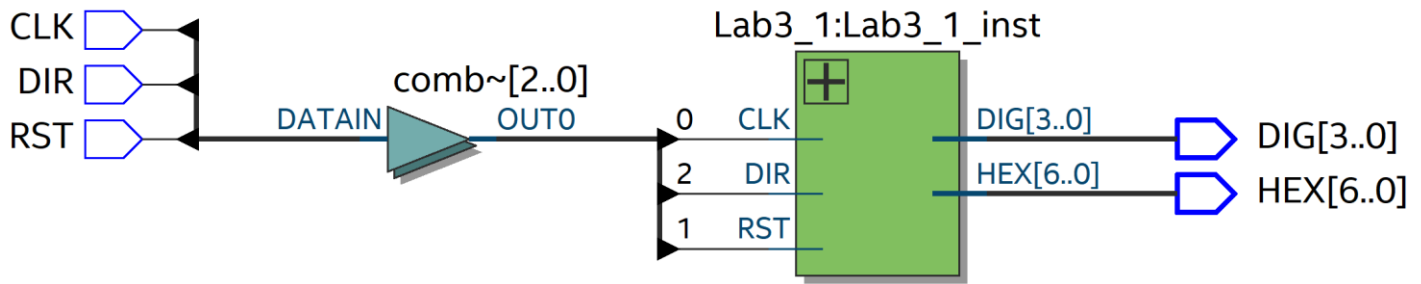 Lab3_1:Lab3_1_inst
CLK
DIR
RST
comb~[2..0]
DATAIN
OUT0
0
2
1
CLK
DIR
RST
DIG[3..0]
HEX[6..0]
DIG[3..0]
HEX[6..0]